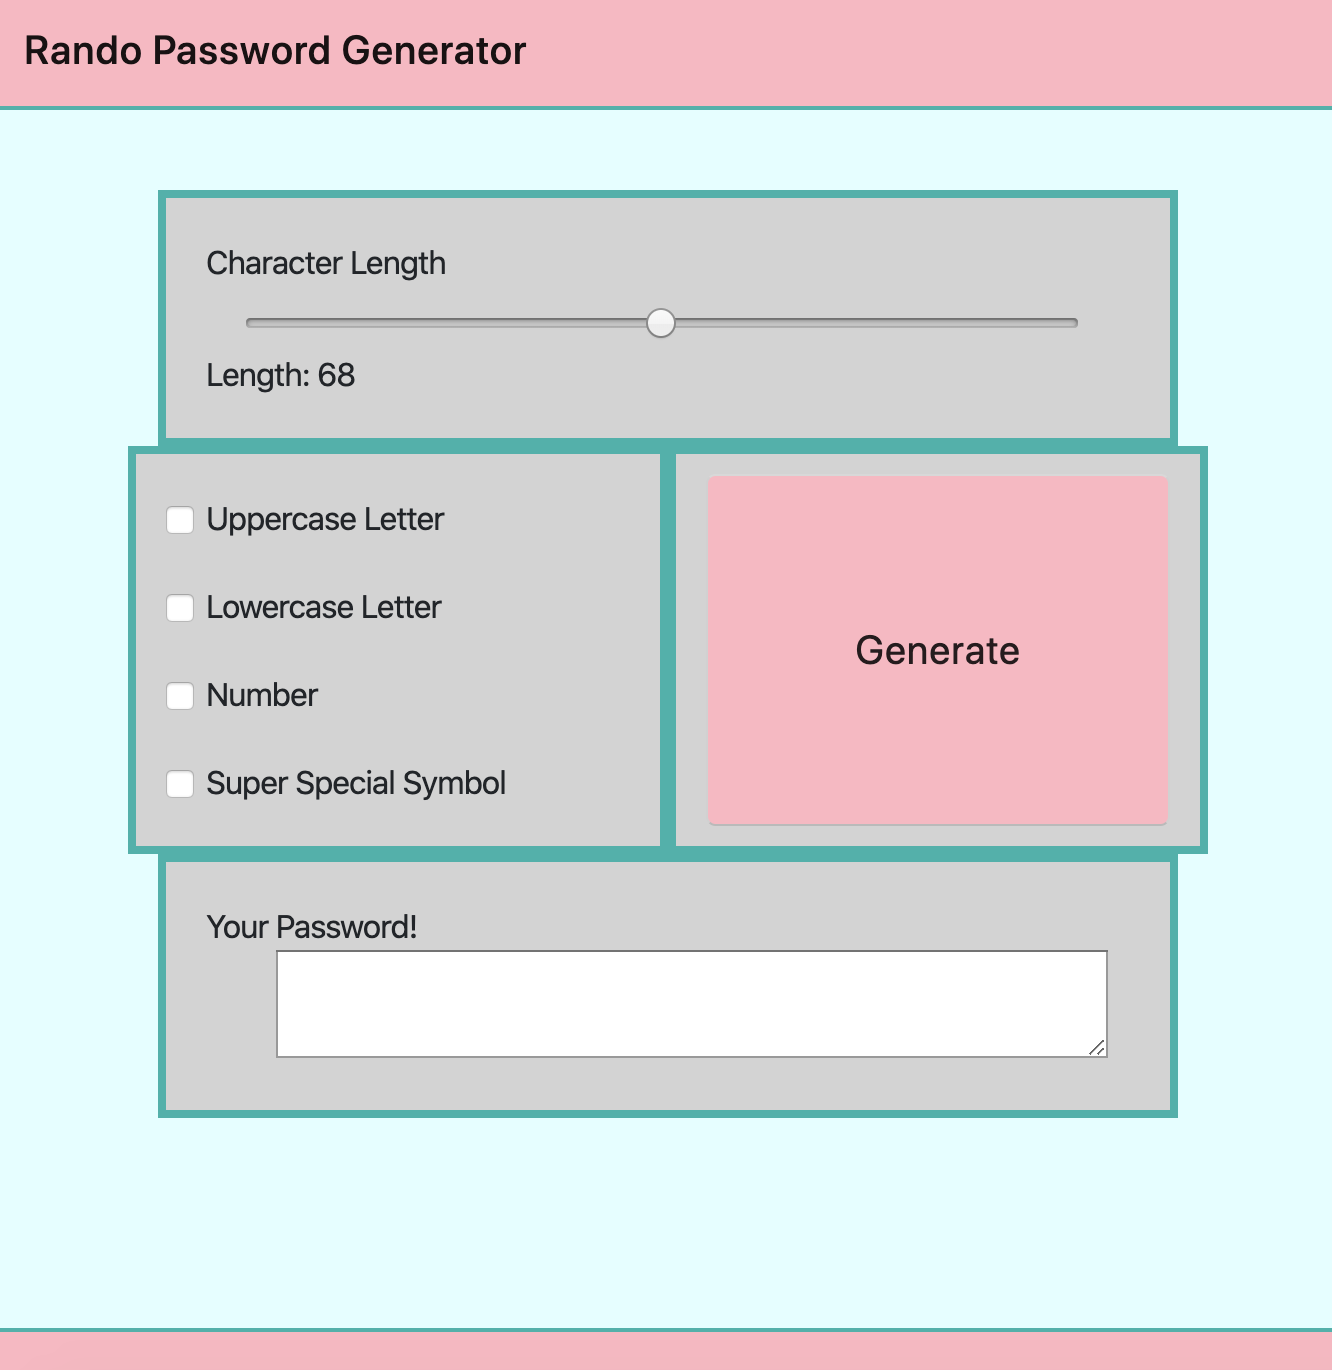 Rando Password Generator
Character Length
Length: 68
Uppercase Letter
Lowercase Letter
Number
Super Special Symbol
Generate
Your Password!